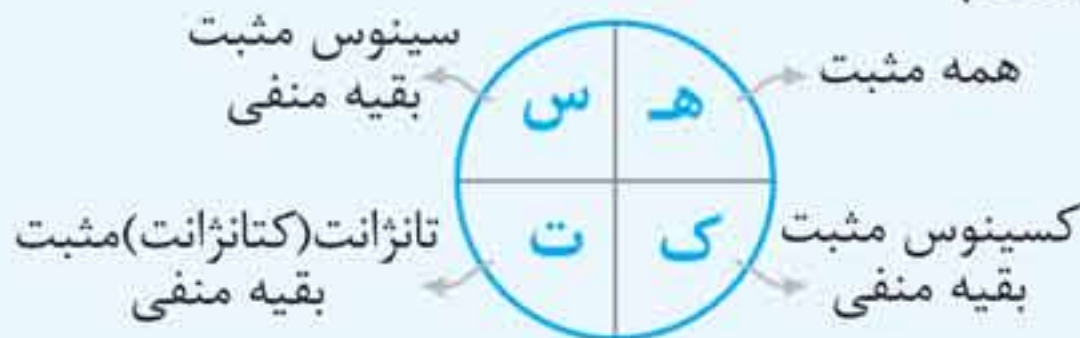 همه مثبت
سینوس مثبت
بقیه منفی
هـ
س
ک
ت
کسینوس مثبت
بقیه منفی
تانژانت(کتانژانت)مثبت
بقیه منفی